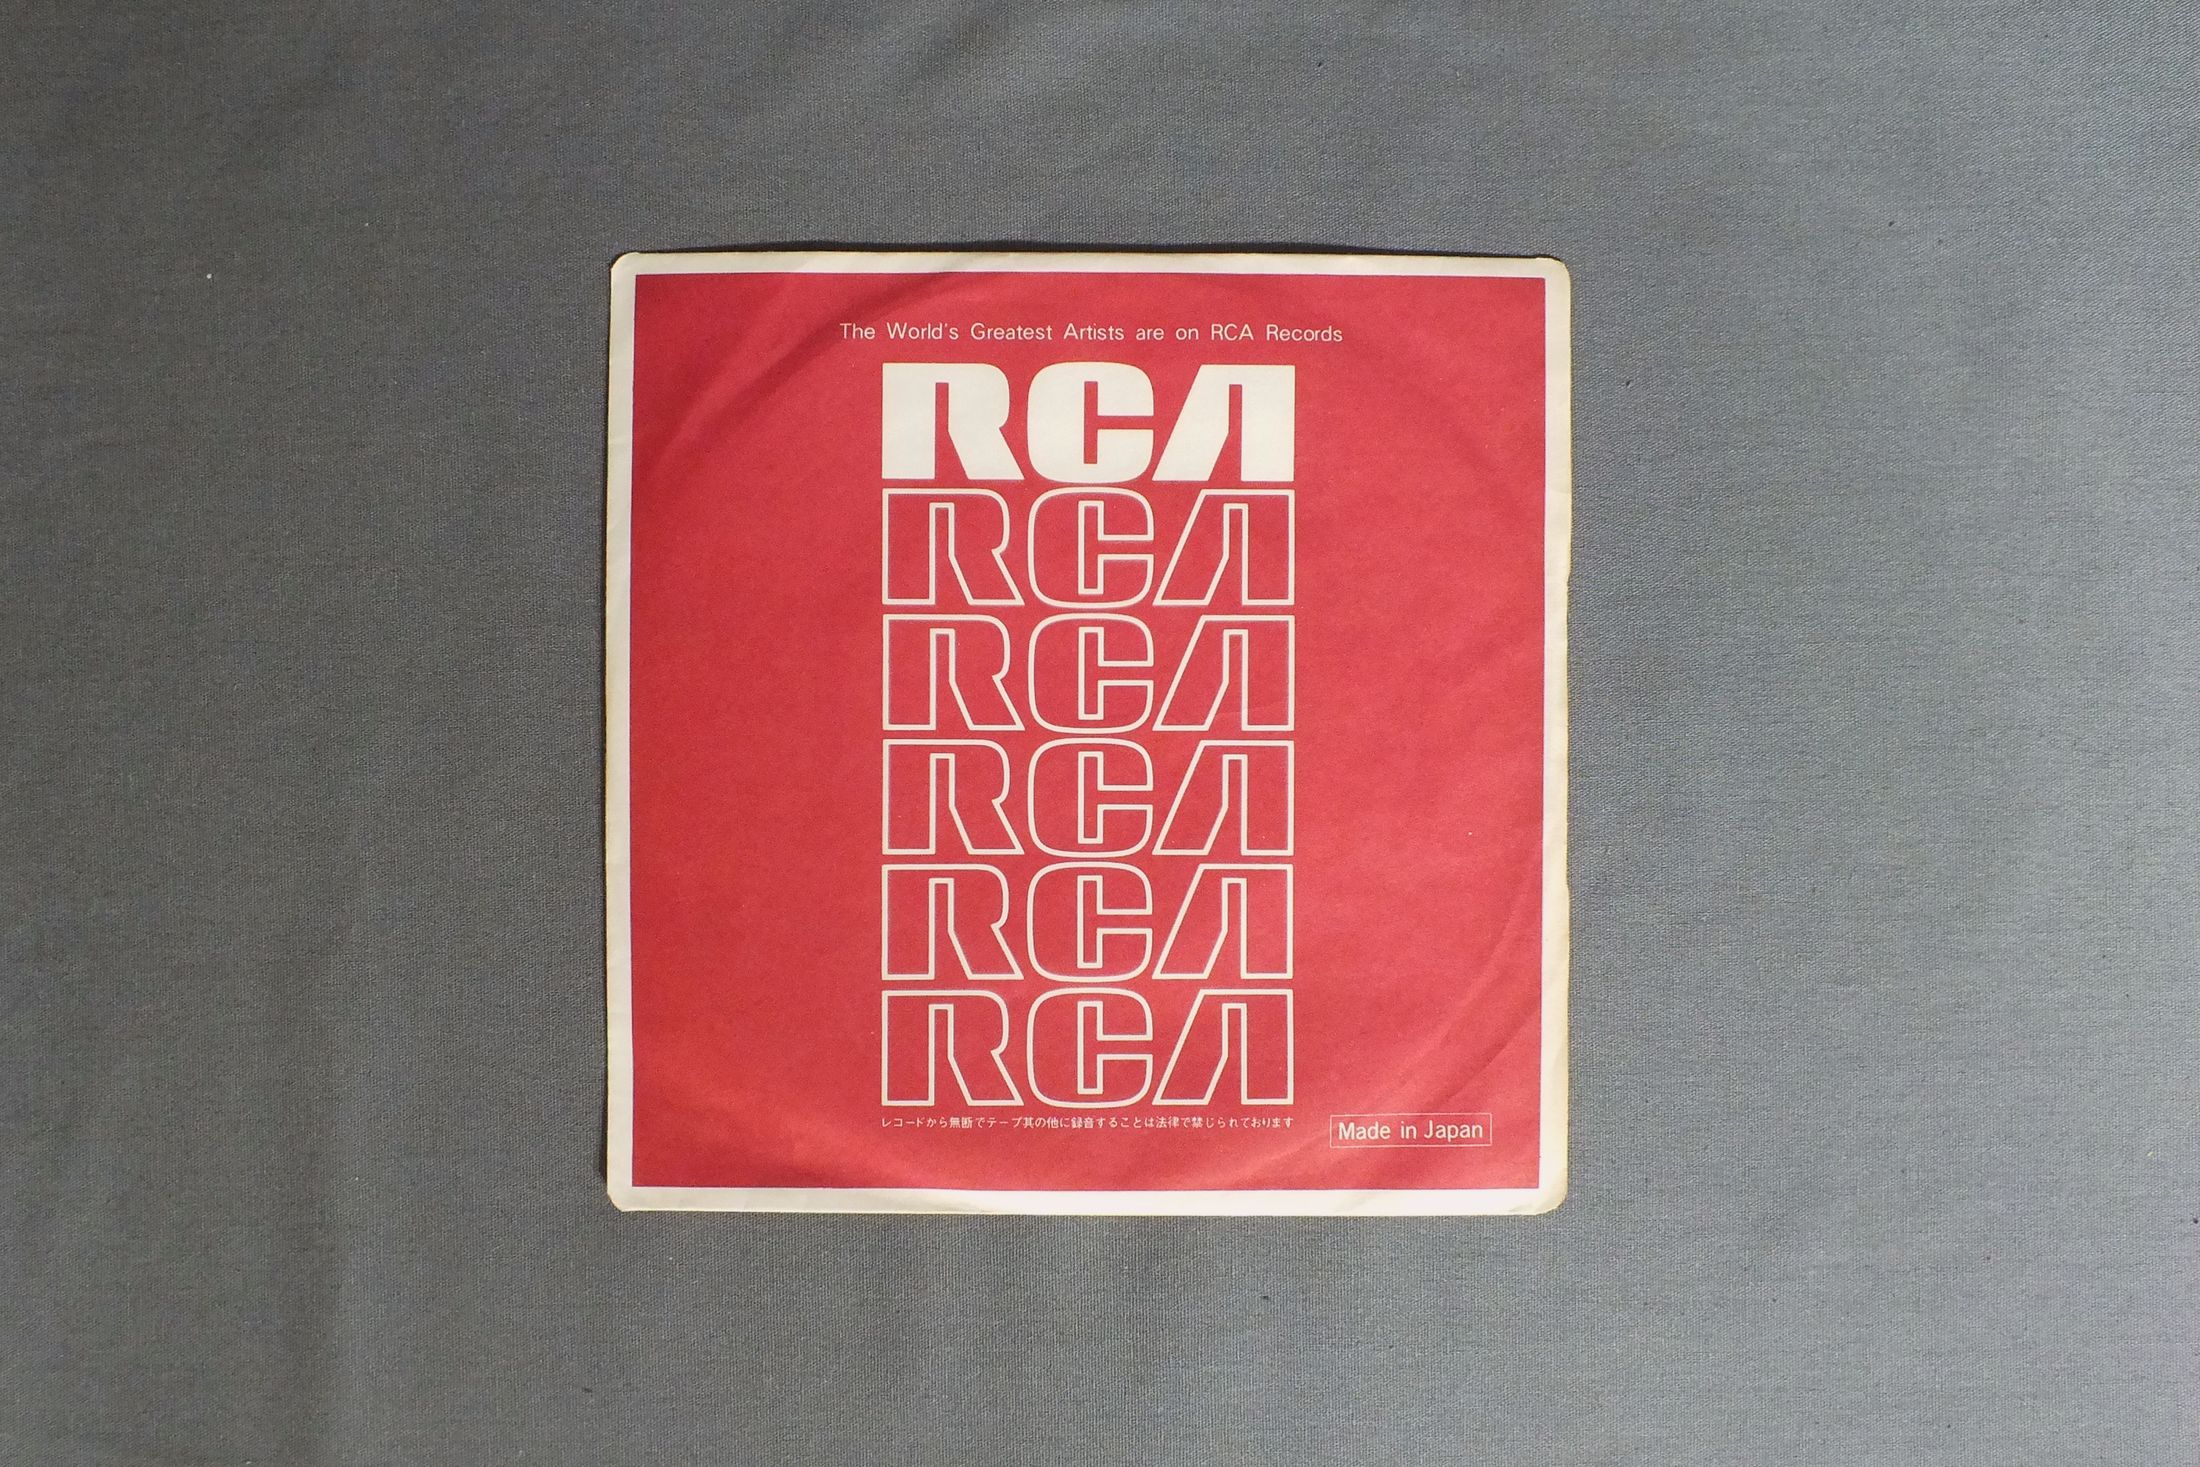 The World's Greatest Artists are on RCA Records
RCA
RCA
RCA
RCA
RCA
RCA
レコードから無断でテープ其の他に録音することは法律で禁じられております
Made in Japan